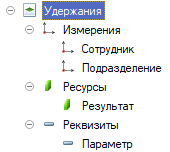 Удержания
Измерения
Сотрудник
Подразделение
Ресурсы
Результат
Реквизиты
Параметр